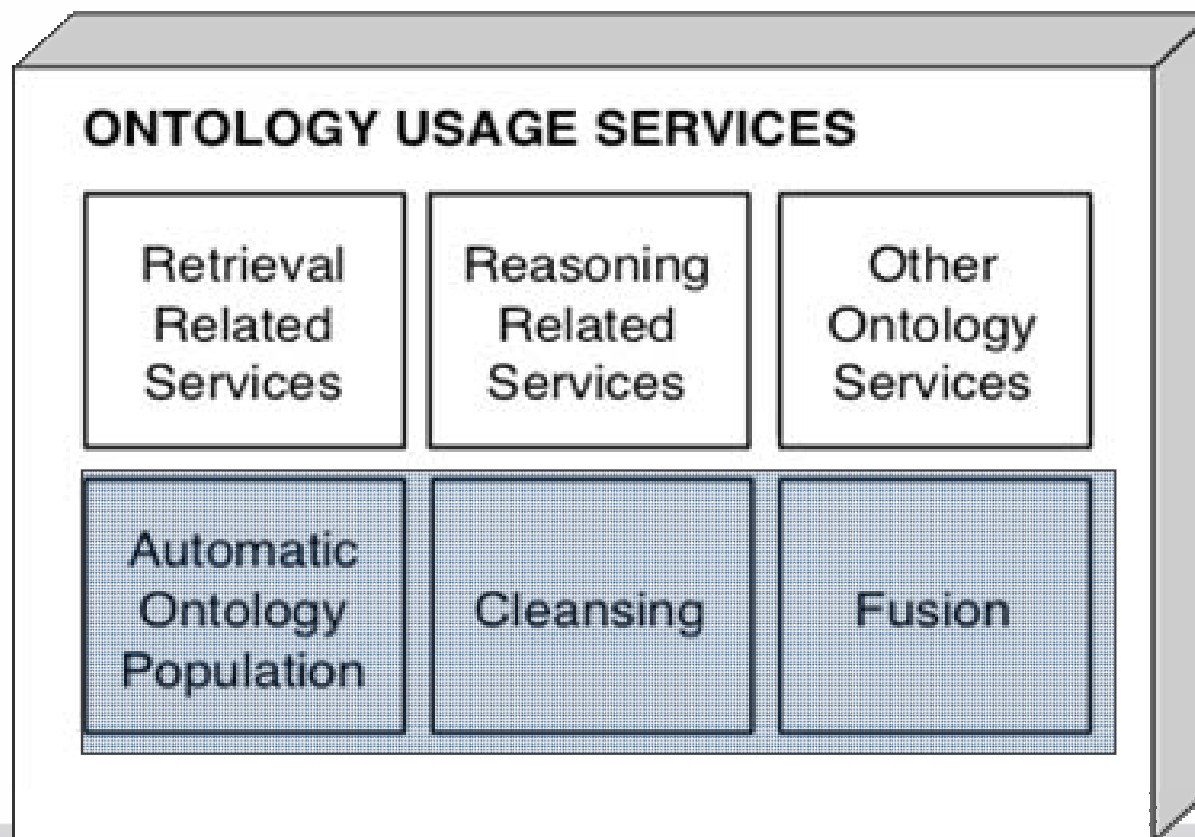 ONTOLOGY USAGE SERVICES
Retrieval
Related
Services
Reasoning
Related
Services
Other
Ontology
Services
Automatic
Ontology
Population
Cleansing
Fusion